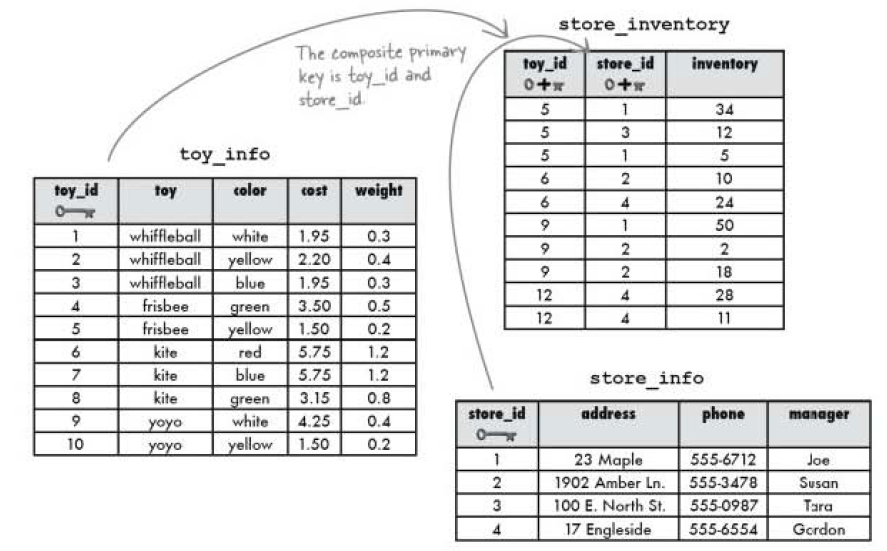 store_inventory
The composite primary
key is toy_id and
store_id.
toy_id store_id inventory
5 1 34
5 3 12
5 1 5
6 2 10
6 4 24
9 1 50
9 2 2
9 2 18
12 4 28
12 4 11
toy_info
toy_id toy color cost weight
1 whiffleball white 1.95 0.3
2 whiffleball yellow 2.20 0.4
3 whiffleball blue 1.95 0.3
4 frisbee green 3.50 0.5
5 frisbee yellow 1.50 0.2
6 kite red 5.75 1.2
7 kite blue 5.75 1.2
8 kite green 3.15 0.8
9 yoyo white 4.25 0.4
10 yoyo yellow 1.50 0.2
store_info
store_id address phone manager
1 23 Maple 555-6712 Joe
2 1902 Amber Ln. 555-3478 Susan
3 100 E. North St. 555-0987 Tara
4 17 Engleside 555-6554 Gordon